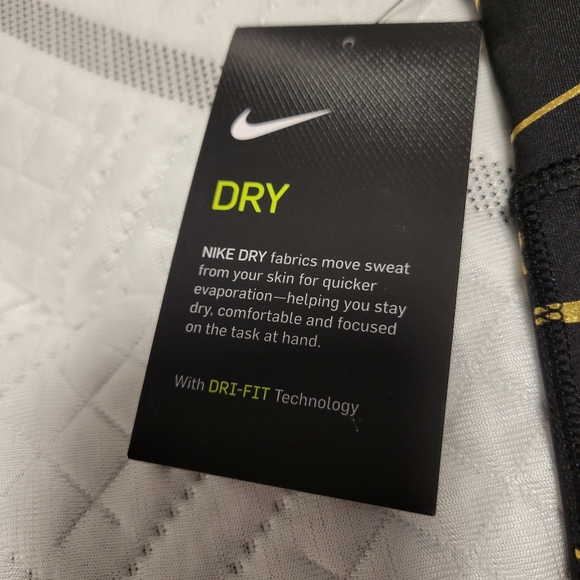 DRY
NIKE DRY fabrics move sweat
from your skin for quicker
evaporation—helping you stay
dry, comfortable and focused
on the task at hand.
With DRI-FIT Technology